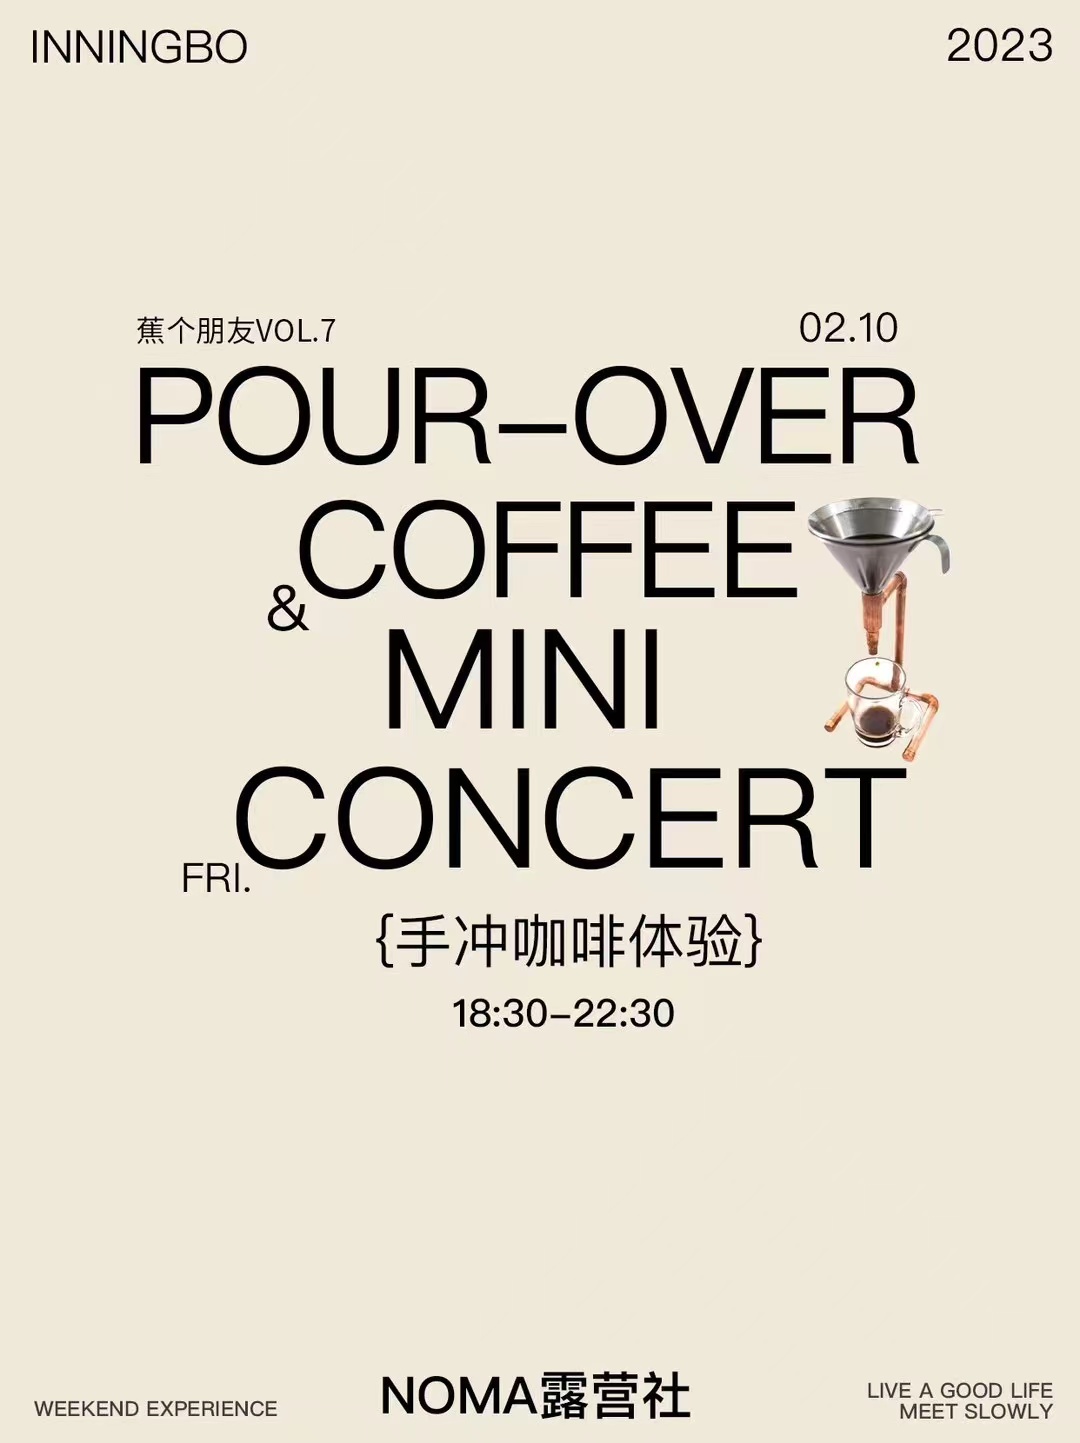 INNINGBO
2023
蕉个朋友VOL.7
02.10
POUR–OVER
COFFEE
&
MINI
CONCERT
FRI.
{手冲咖啡体验}
18:30–22:30
WEEKEND EXPERIENCE
NOMA露营社
LIVE A GOOD LIFE
MEET SLOWLY